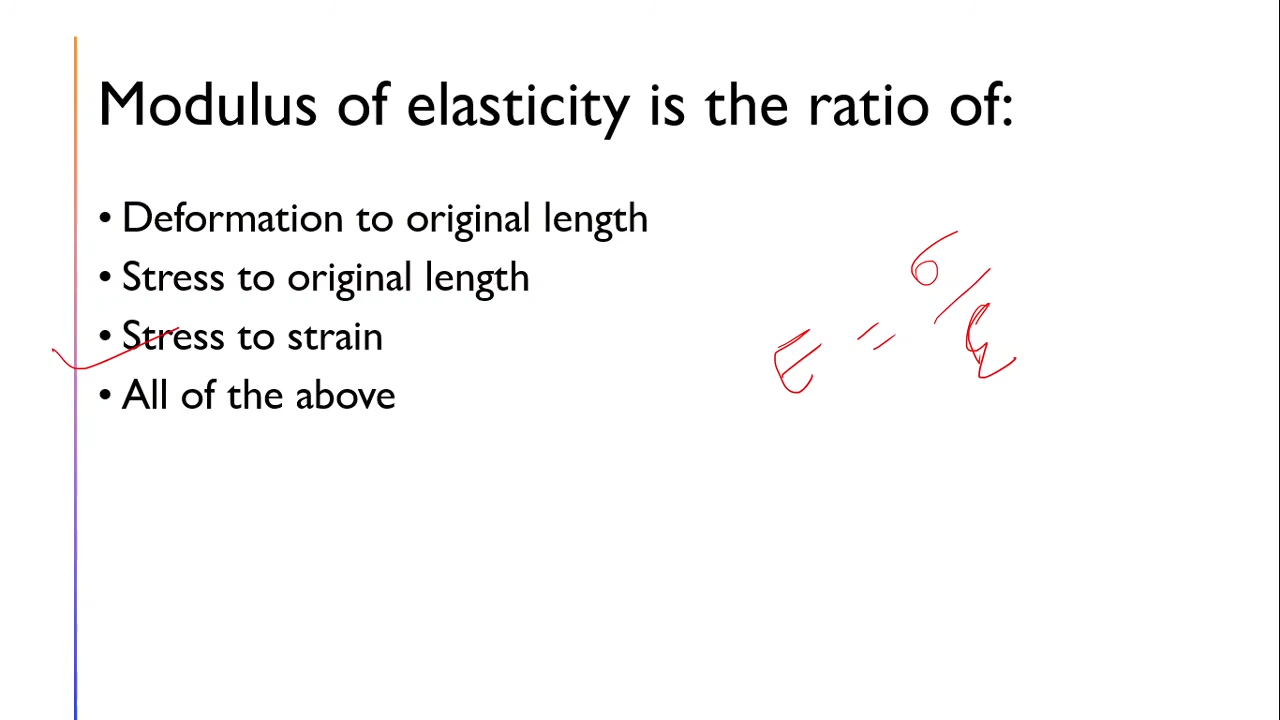 Modulus of elasticity is the ratio of:
• Deformation to original length
• Stress to original length
• Stress to strain
• All of the above
E = σ/ε